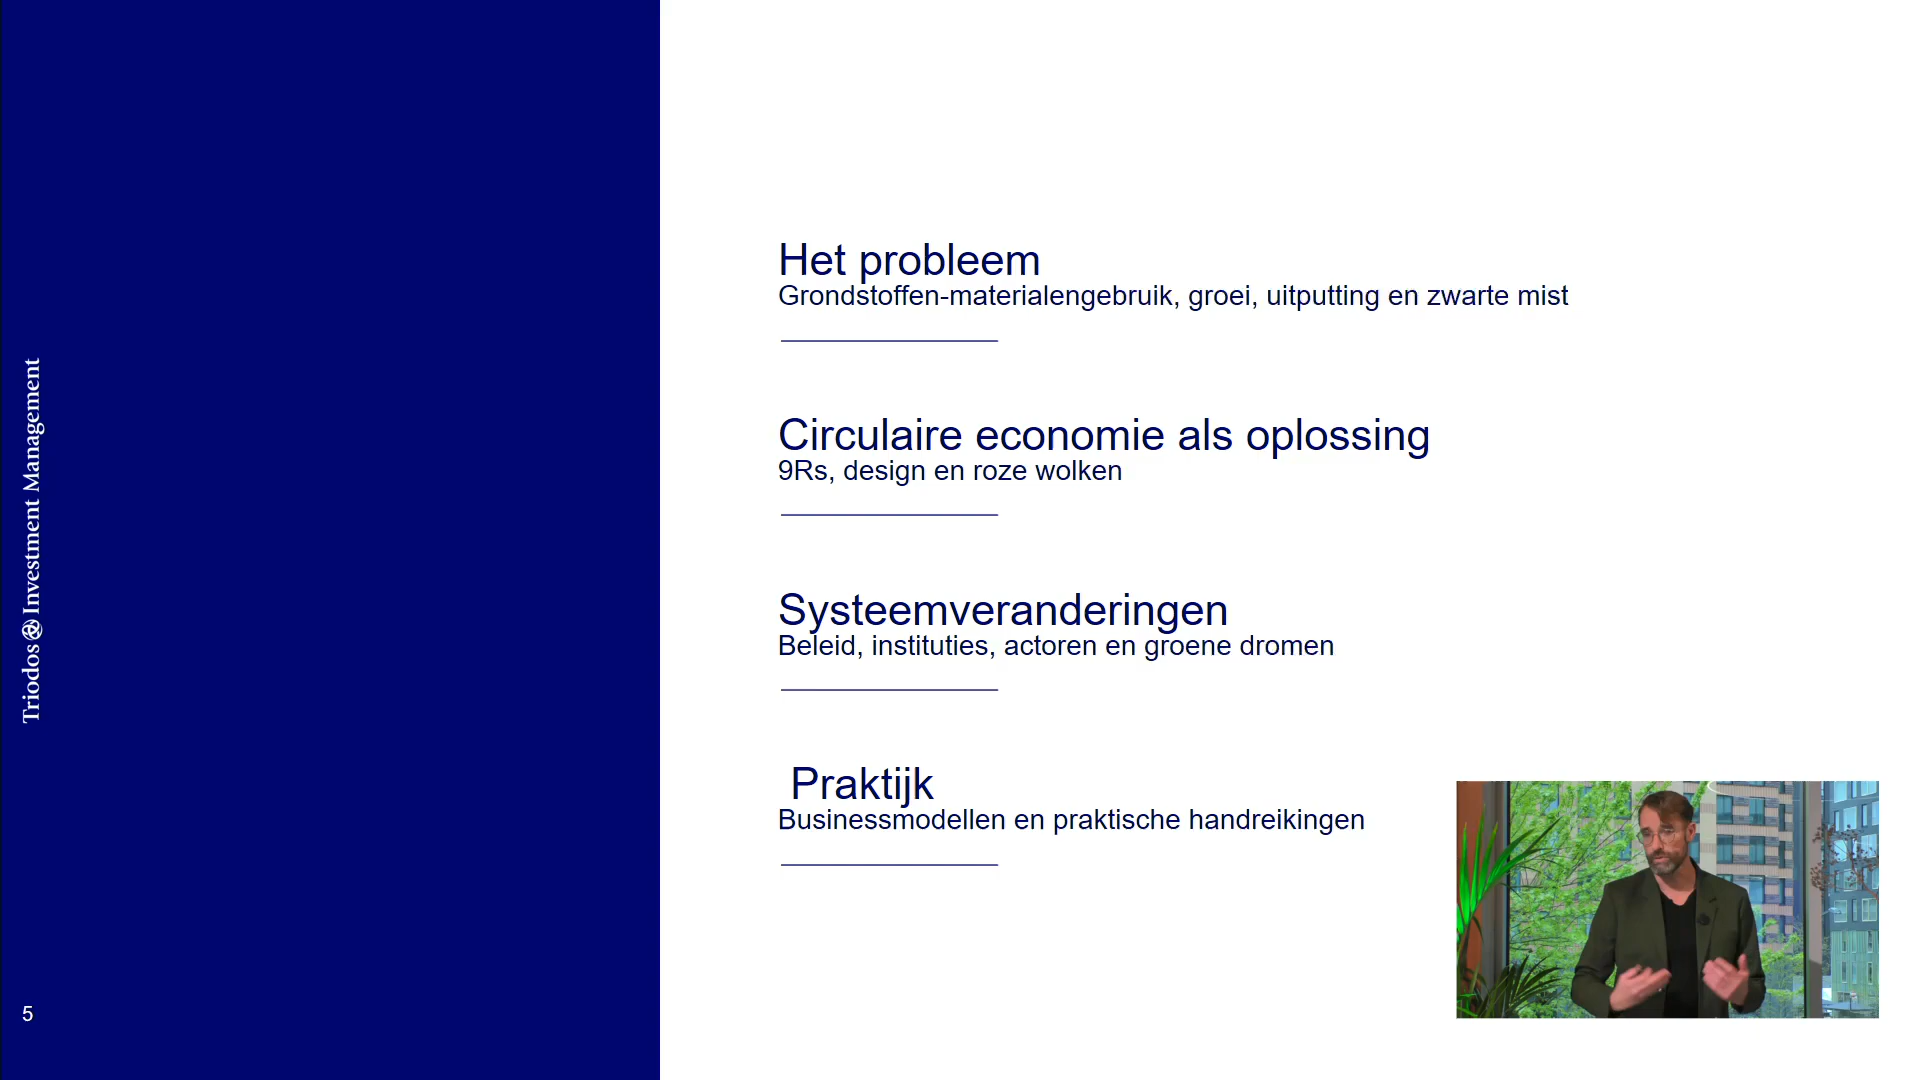 Triodos Investment Management
Het probleem
Grondstoffen-materialengebruik, groei, uitputting en zwarte mist
Circulaire economie als oplossing
9Rs, design en roze wolken
Systeemveranderingen
Beleid, instituties, actoren en groene dromen
Praktijk
Businessmodellen en praktische handreikingen
5